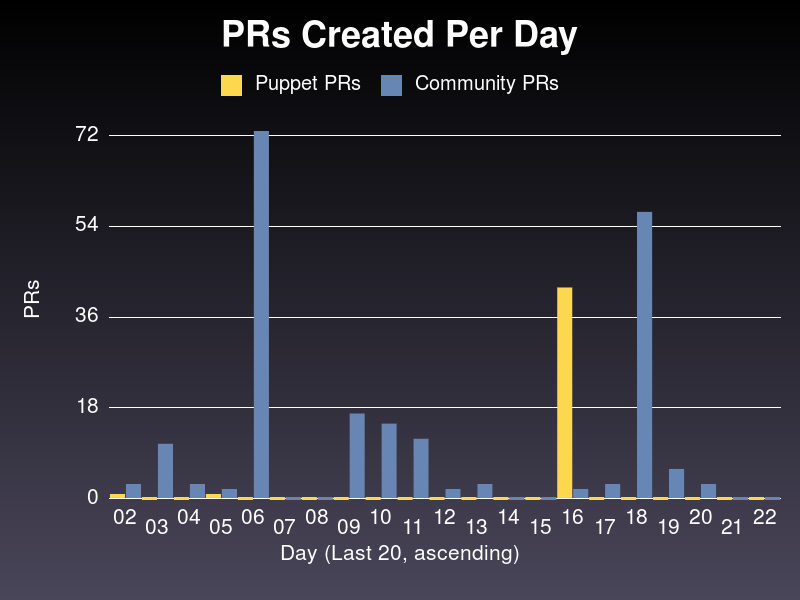 PRs Created Per Day
Puppet PRs Community PRs
72
54
36
18
0
PRs
02 03 04 05 06 07 08 09 10 11 12 13 14 15 16 17 18 19 20 21 22
Day (Last 20, ascending)